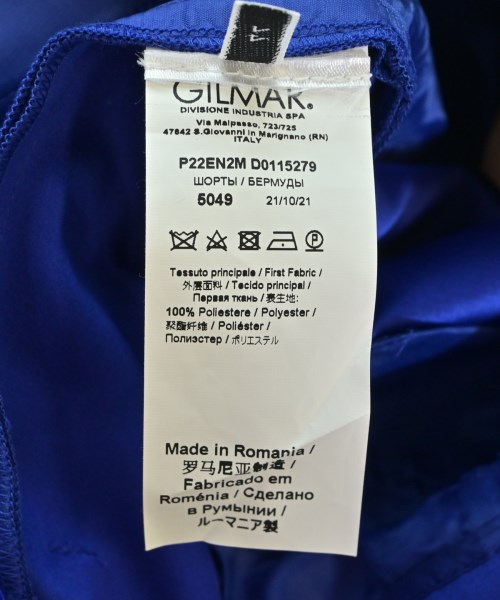 GILMAR®
DIVISIONE INDUSTRIA SPA
Via Malpasso, 723/725
47842 S.Giovanni in Marignano (RN)
ITALY
P22EN2M D0115279
ШОРТЫ / БЕРМУДЫ
5049 21/10/21
Tessuto principale / First Fabric /
外層面料 / Tecido principal /
Первая ткань / 表生地:
100% Poliestere / Polyester /
聚酯纤维 / Poliéster /
Полиэстер / ポリエステル
Made in Romania /
罗马尼亚制造 /
Fabricado em
Roménia / Сделано
в Румынии /
ルーマニア製